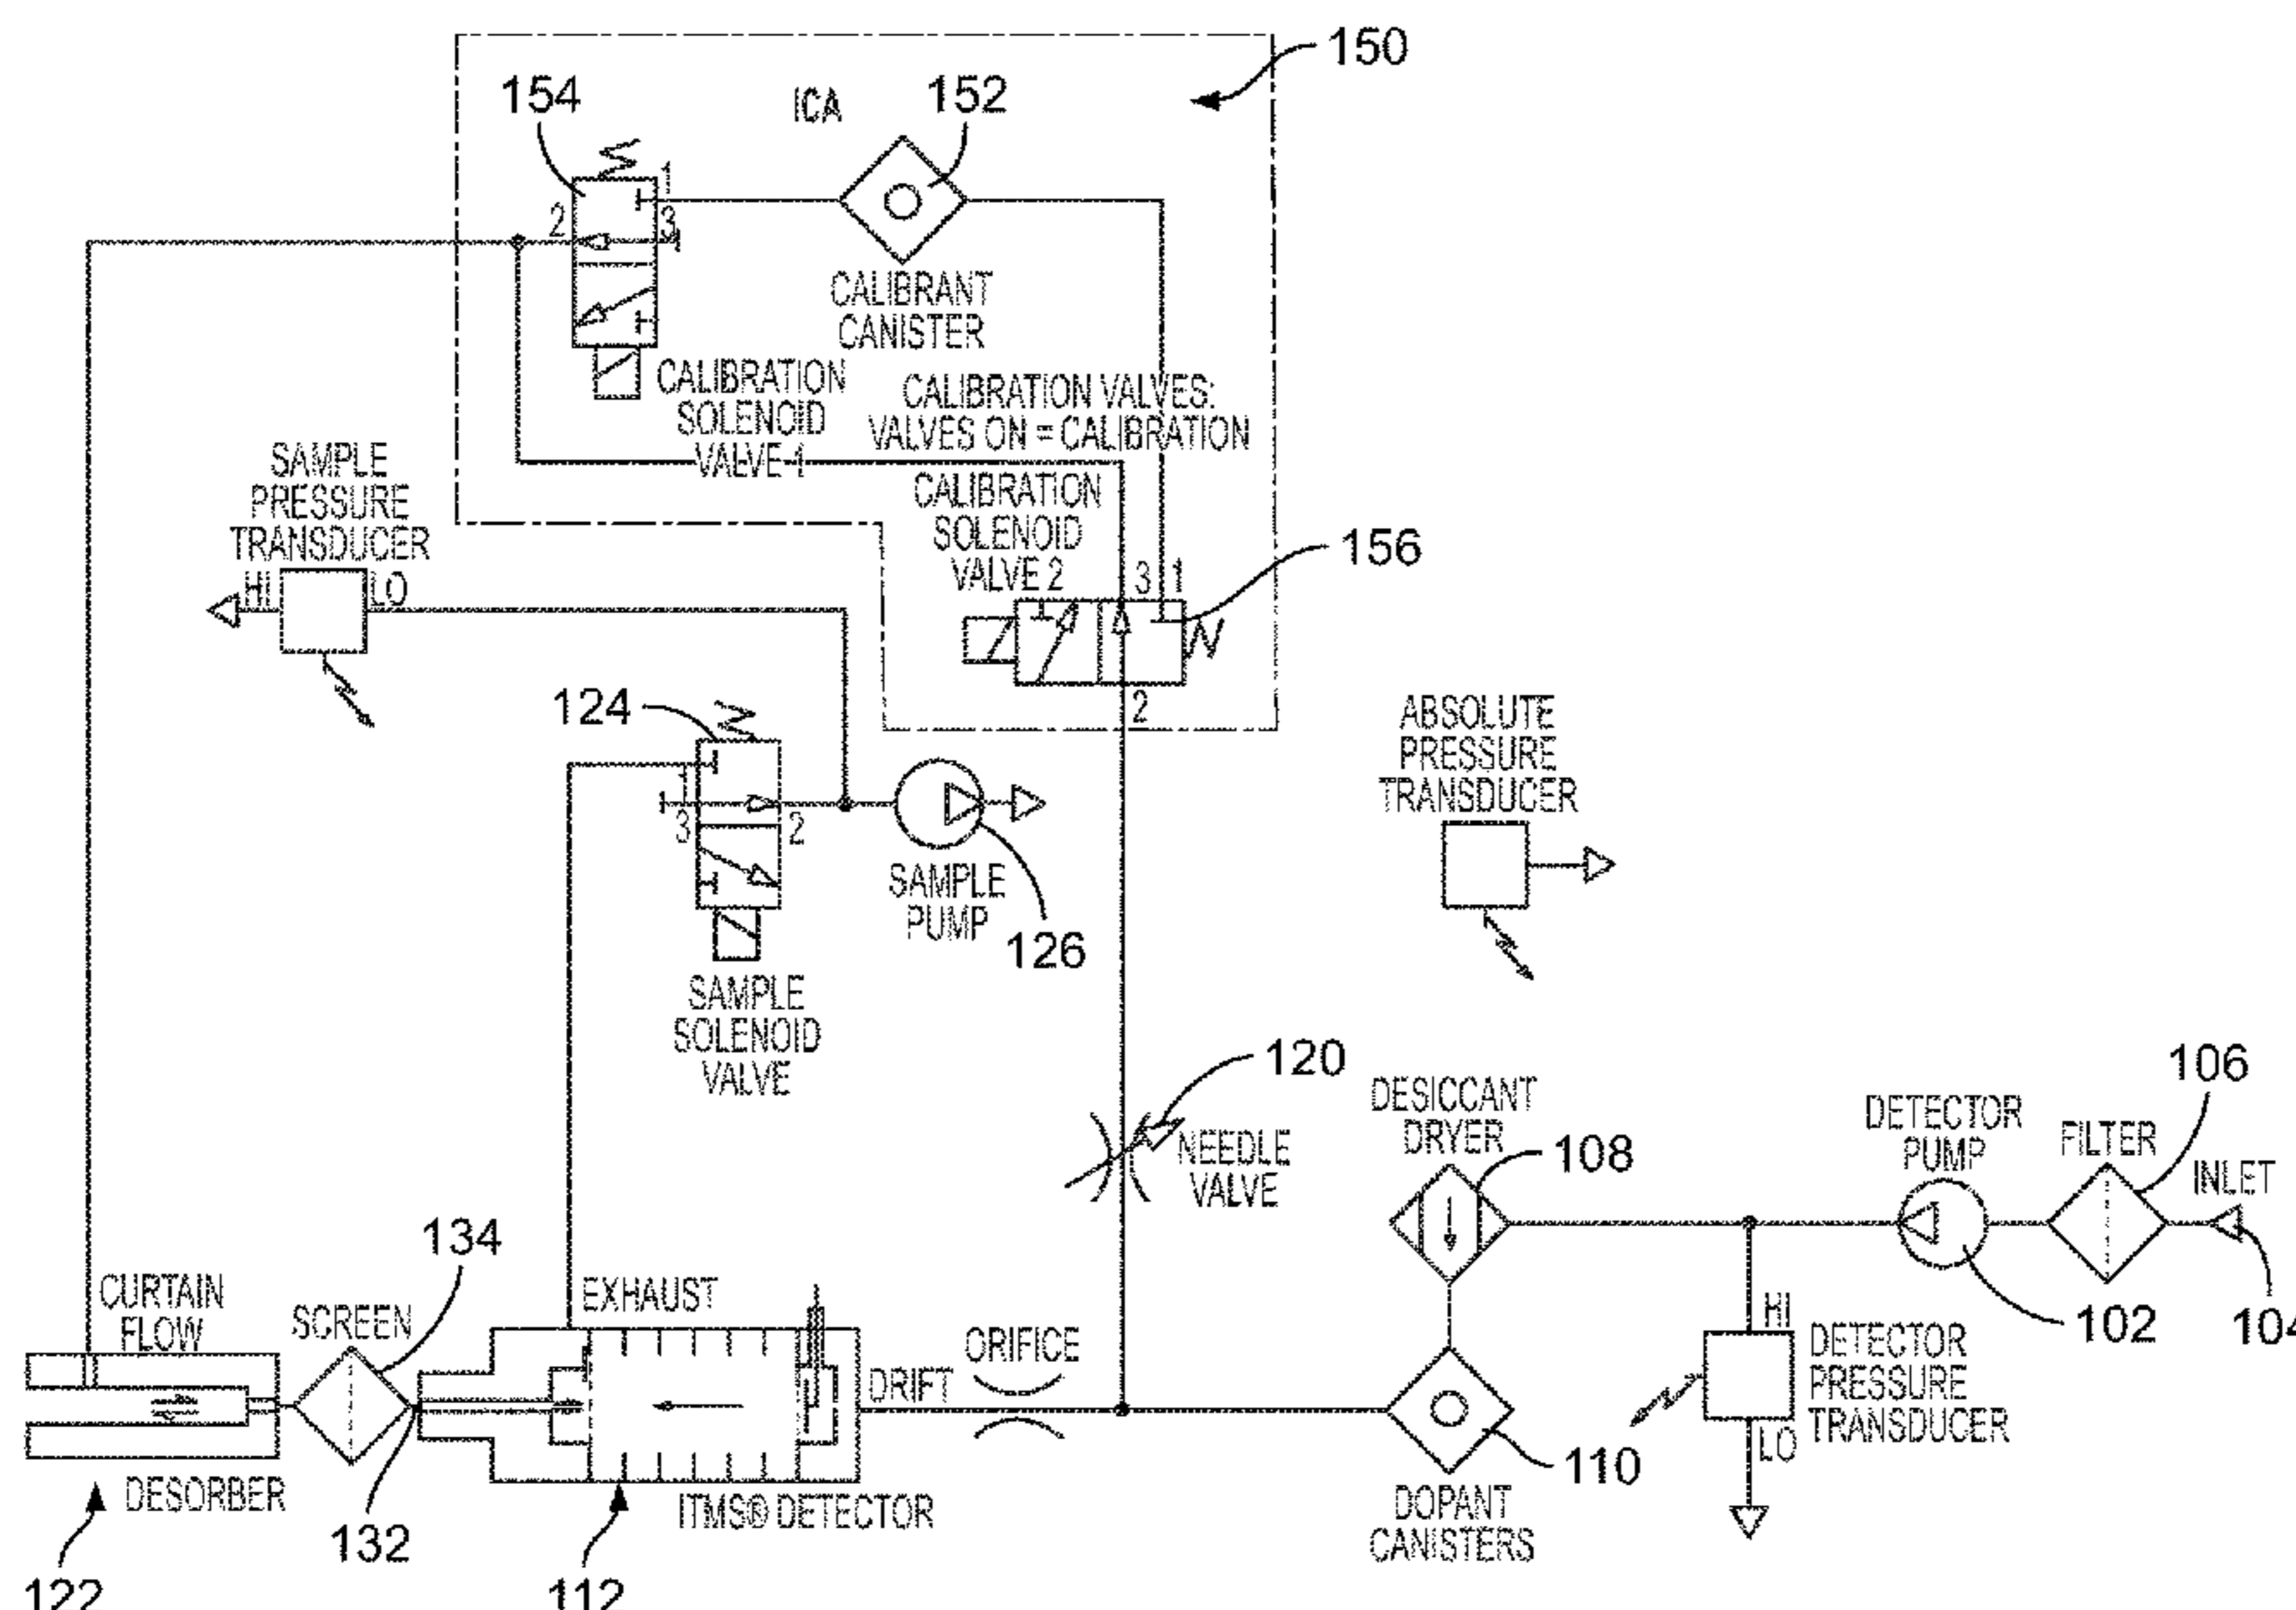 150
154
ICA
152
1
2
3
CALIBRANT
CANISTER
CALIBRATION
SOLENOID
VALVE 1
CALIBRATION VALVES:
VALVES ON = CALIBRATION
SAMPLE
PRESSURE
TRANSDUCER
HI
LO
CALIBRATION
SOLENOID
VALVE 2
3
1
156
2
124
1
3
2
SAMPLE
PUMP
126
SAMPLE
SOLENOID
VALVE
ABSOLUTE
PRESSURE
TRANSDUCER
120
NEEDLE
VALVE
DESICCANT
DRYER
108
DETECTOR
PUMP
102
FILTER
106
INLET
104
HI
DETECTOR
PRESSURE
TRANSDUCER
LO
CURTAIN
FLOW
SCREEN
134
EXHAUST
DRIFT
ORIFICE
110
DOPANT
CANISTERS
DESORBER
132
ITMS® DETECTOR
122
112